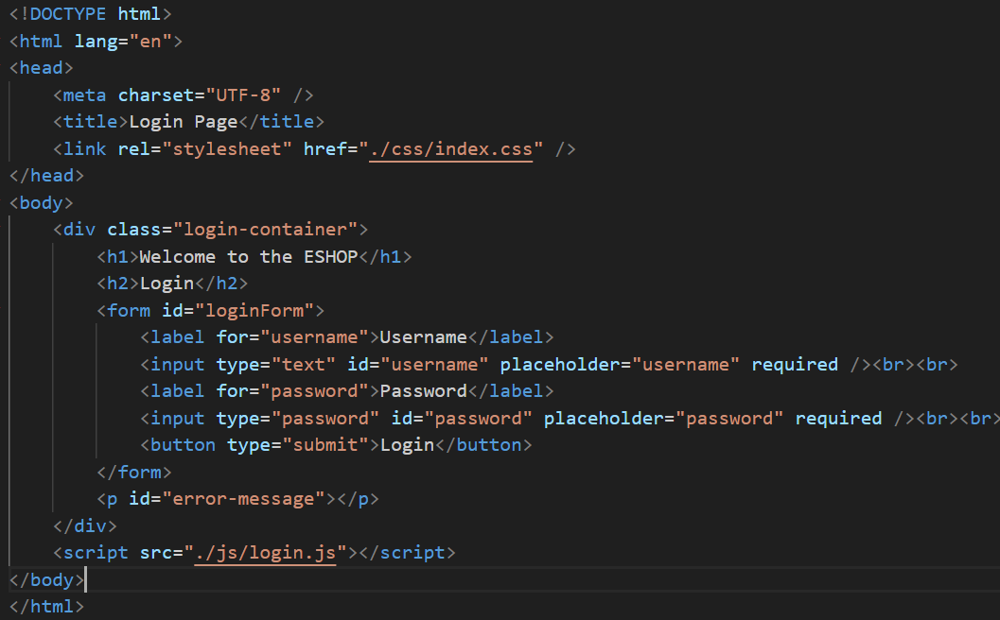 <!DOCTYPE html>
<html lang="en">
<head>
    <meta charset="UTF-8" />
    <title>Login Page</title>
    <link rel="stylesheet" href="./css/index.css" />
</head>
<body>
    <div class="login-container">
        <h1>Welcome to the ESHOP</h1>
        <h2>Login</h2>
        <form id="loginForm">
            <label for="username">Username</label>
            <input type="text" id="username" placeholder="username" required /><br><br>
            <label for="password">Password</label>
            <input type="password" id="password" placeholder="password" required /><br><br>
            <button type="submit">Login</button>
        </form>
        <p id="error-message"></p>
    </div>
    <script src="./js/login.js"></script>
</body>
</html>